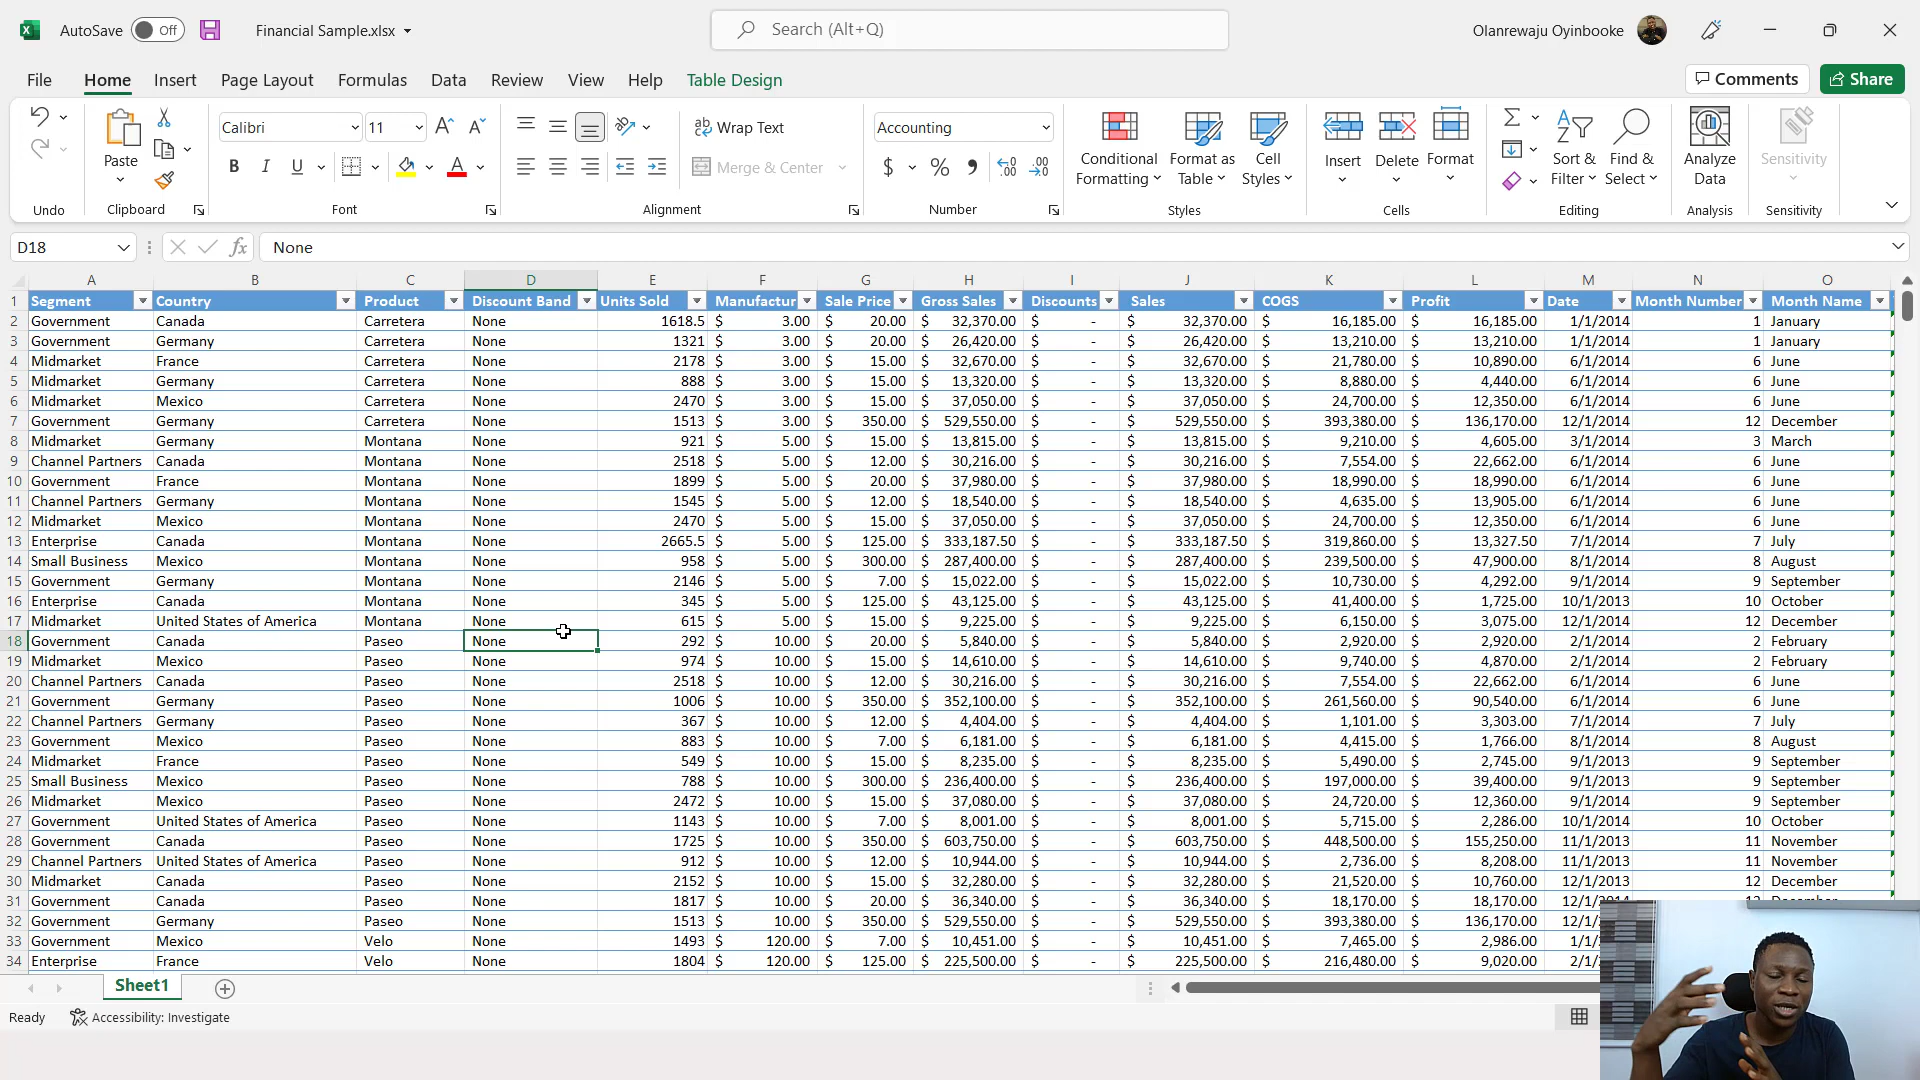 AutoSave Off Financial Sample.xlsx Search (Alt+Q) Olanrewaju Oyinbooke
File Home Insert Page Layout Formulas Data Review View Help Table Design Comments Share
Calibri 11 Wrap Text Accounting
Paste Merge & Center $ % Conditional Formatting Format as Table Cell Styles Insert Delete Format Sort & Filter Find & Select Analyze Data Sensitivity
B I U A
Undo Clipboard Font Alignment Number Styles Cells Editing Analysis Sensitivity
D18 fx None
A B C D E F G H I J K L M N O
1 Segment Country Product Discount Band Units Sold Manufactur Sale Price Gross Sales Discounts Sales COGS Profit Date Month Number Month Name
2 Government Canada Carretera None 1618.5 $ 3.00 $ 20.00 $ 32,370.00 $ - $ 32,370.00 $ 16,185.00 $ 16,185.00 1/1/2014 1 January
3 Government Germany Carretera None 1321 $ 3.00 $ 20.00 $ 26,420.00 $ - $ 26,420.00 $ 13,210.00 $ 13,210.00 1/1/2014 1 January
4 Midmarket France Carretera None 2178 $ 3.00 $ 15.00 $ 32,670.00 $ - $ 32,670.00 $ 21,780.00 $ 10,890.00 6/1/2014 6 June
5 Midmarket Germany Carretera None 888 $ 3.00 $ 15.00 $ 13,320.00 $ - $ 13,320.00 $ 8,880.00 $ 4,440.00 6/1/2014 6 June
6 Midmarket Mexico Carretera None 2470 $ 3.00 $ 15.00 $ 37,050.00 $ - $ 37,050.00 $ 24,700.00 $ 12,350.00 6/1/2014 6 June
7 Government Germany Carretera None 1513 $ 3.00 $ 350.00 $ 529,550.00 $ - $ 529,550.00 $ 393,380.00 $ 136,170.00 12/1/2014 12 December
8 Midmarket Germany Montana None 921 $ 5.00 $ 15.00 $ 13,815.00 $ - $ 13,815.00 $ 9,210.00 $ 4,605.00 3/1/2014 3 March
9 Channel Partners Canada Montana None 2518 $ 5.00 $ 12.00 $ 30,216.00 $ - $ 30,216.00 $ 7,554.00 $ 22,662.00 6/1/2014 6 June
10 Government France Montana None 1899 $ 5.00 $ 20.00 $ 37,980.00 $ - $ 37,980.00 $ 18,990.00 $ 18,990.00 6/1/2014 6 June
11 Channel Partners Germany Montana None 1545 $ 5.00 $ 12.00 $ 18,540.00 $ - $ 18,540.00 $ 4,635.00 $ 13,905.00 6/1/2014 6 June
12 Midmarket Mexico Montana None 2470 $ 5.00 $ 15.00 $ 37,050.00 $ - $ 37,050.00 $ 24,700.00 $ 12,350.00 6/1/2014 6 June
13 Enterprise Canada Montana None 2665.5 $ 5.00 $ 125.00 $ 333,187.50 $ - $ 333,187.50 $ 319,860.00 $ 13,327.50 7/1/2014 7 July
14 Small Business Mexico Montana None 958 $ 5.00 $ 300.00 $ 287,400.00 $ - $ 287,400.00 $ 239,500.00 $ 47,900.00 8/1/2014 8 August
15 Government Germany Montana None 2146 $ 5.00 $ 7.00 $ 15,022.00 $ - $ 15,022.00 $ 10,730.00 $ 4,292.00 9/1/2014 9 September
16 Enterprise Canada Montana None 345 $ 5.00 $ 125.00 $ 43,125.00 $ - $ 43,125.00 $ 41,400.00 $ 1,725.00 10/1/2013 10 October
17 Midmarket United States of America Montana None 615 $ 5.00 $ 15.00 $ 9,225.00 $ - $ 9,225.00 $ 6,150.00 $ 3,075.00 12/1/2014 12 December
18 Government Canada Paseo None 292 $ 10.00 $ 20.00 $ 5,840.00 $ - $ 5,840.00 $ 2,920.00 $ 2,920.00 2/1/2014 2 February
19 Midmarket Mexico Paseo None 974 $ 10.00 $ 15.00 $ 14,610.00 $ - $ 14,610.00 $ 9,740.00 $ 4,870.00 2/1/2014 2 February
20 Channel Partners Canada Paseo None 2518 $ 10.00 $ 12.00 $ 30,216.00 $ - $ 30,216.00 $ 7,554.00 $ 22,662.00 6/1/2014 6 June
21 Government Germany Paseo None 1006 $ 10.00 $ 350.00 $ 352,100.00 $ - $ 352,100.00 $ 261,560.00 $ 90,540.00 6/1/2014 6 June
22 Channel Partners Germany Paseo None 367 $ 10.00 $ 12.00 $ 4,404.00 $ - $ 4,404.00 $ 1,101.00 $ 3,303.00 7/1/2014 7 July
23 Government Mexico Paseo None 883 $ 10.00 $ 7.00 $ 6,181.00 $ - $ 6,181.00 $ 4,415.00 $ 1,766.00 8/1/2014 8 August
24 Midmarket France Paseo None 549 $ 10.00 $ 15.00 $ 8,235.00 $ - $ 8,235.00 $ 5,490.00 $ 2,745.00 9/1/2013 9 September
25 Small Business Mexico Paseo None 788 $ 10.00 $ 300.00 $ 236,400.00 $ - $ 236,400.00 $ 197,000.00 $ 39,400.00 9/1/2013 9 September
26 Midmarket Mexico Paseo None 2472 $ 10.00 $ 15.00 $ 37,080.00 $ - $ 37,080.00 $ 24,720.00 $ 12,360.00 9/1/2014 9 September
27 Government United States of America Paseo None 1143 $ 10.00 $ 7.00 $ 8,001.00 $ - $ 8,001.00 $ 5,715.00 $ 2,286.00 10/1/2014 10 October
28 Government Canada Paseo None 1725 $ 10.00 $ 350.00 $ 603,750.00 $ - $ 603,750.00 $ 448,500.00 $ 155,250.00 11/1/2013 11 November
29 Channel Partners United States of America Paseo None 912 $ 10.00 $ 12.00 $ 10,944.00 $ - $ 10,944.00 $ 2,736.00 $ 8,208.00 11/1/2013 11 November
30 Midmarket Canada Paseo None 2152 $ 10.00 $ 15.00 $ 32,280.00 $ - $ 32,280.00 $ 21,520.00 $ 10,760.00 12/1/2013 12 December
31 Government Canada Paseo None 1817 $ 10.00 $ 20.00 $ 36,340.00 $ - $ 36,340.00 $ 18,170.00 $ 18,170.00
32 Government Germany Paseo None 1513 $ 10.00 $ 350.00 $ 529,550.00 $ - $ 529,550.00 $ 393,380.00 $ 136,170.00
33 Government Mexico Velo None 1493 $ 120.00 $ 7.00 $ 10,451.00 $ - $ 10,451.00 $ 7,465.00 $ 2,986.00
34 Enterprise France Velo None 1804 $ 120.00 $ 125.00 $ 225,500.00 $ - $ 225,500.00 $ 216,480.00 $ 9,020.00
Sheet1
Ready Accessibility: Investigate